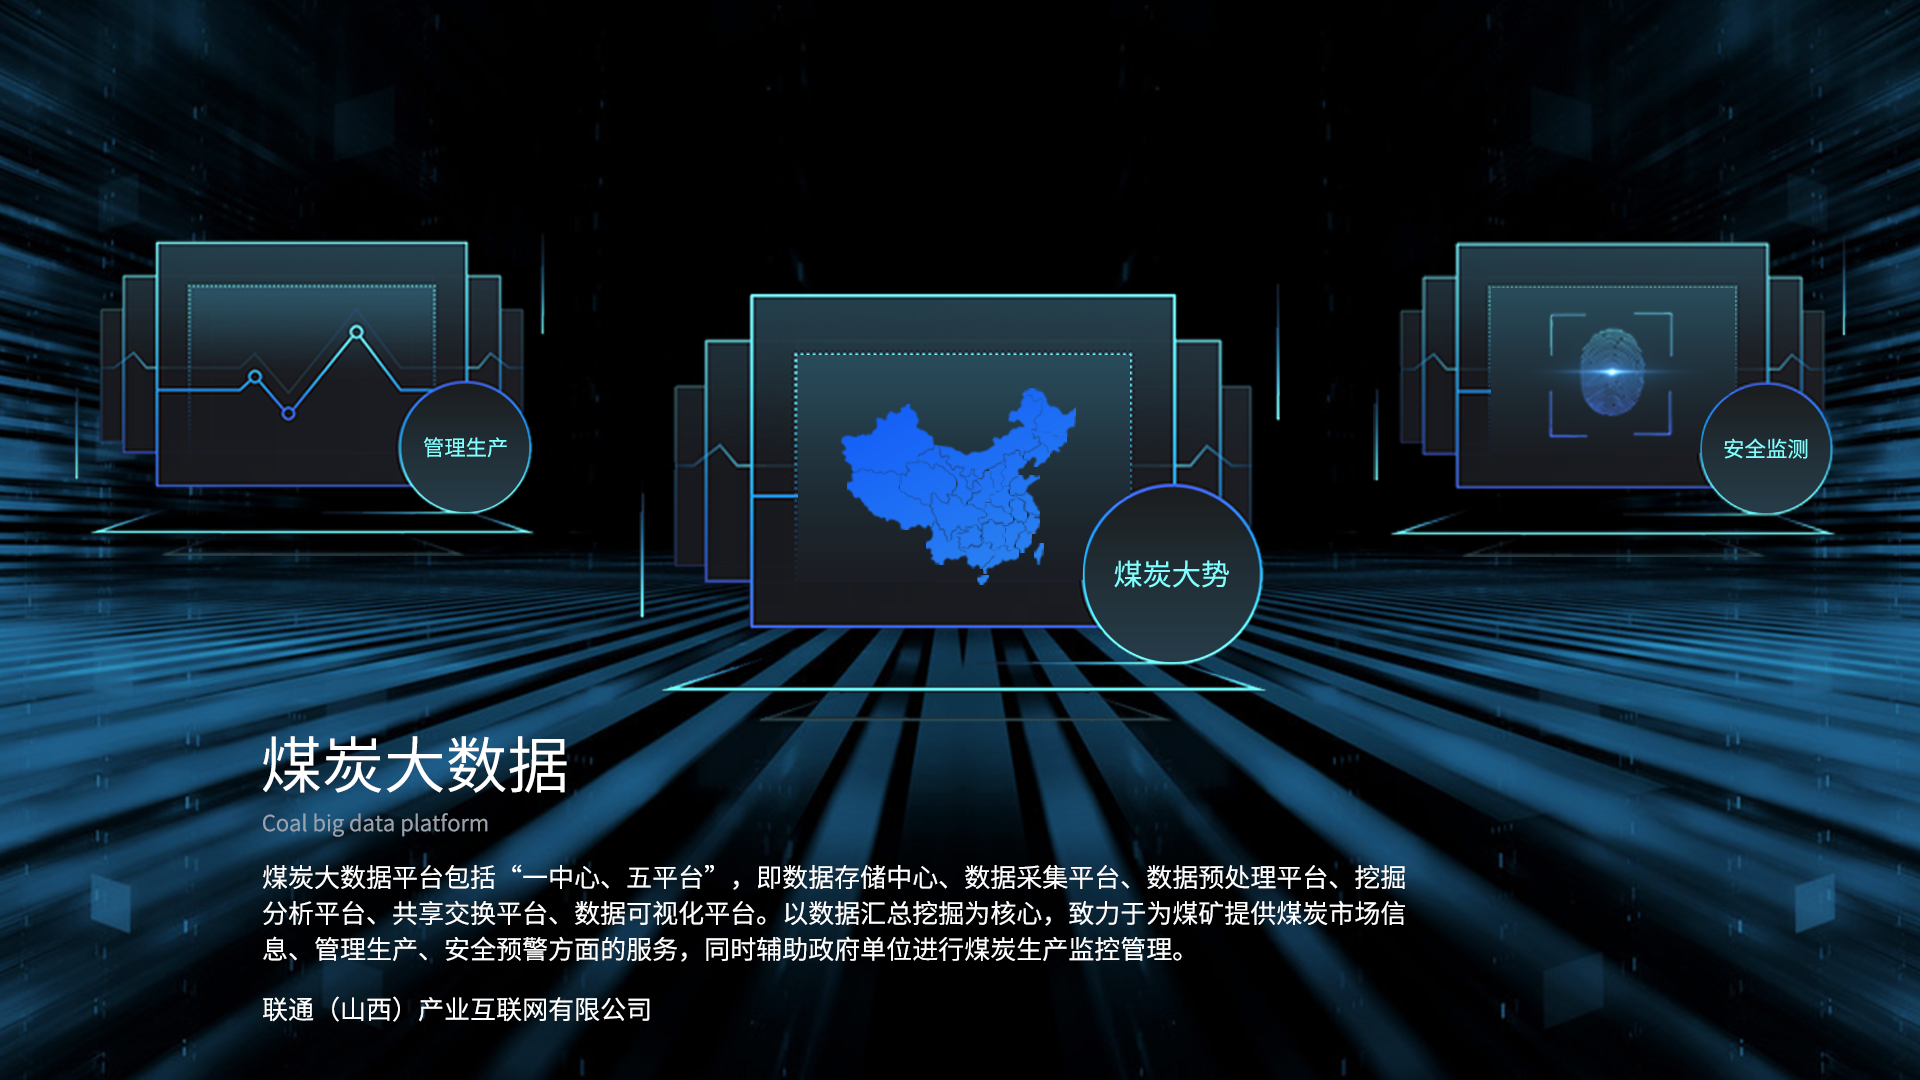 管理生产
煤炭大势
安全监测
煤炭大数据
Coal big data platform
煤炭大数据平台包括“一中心、五平台”，即数据存储中心、数据采集平台、数据预处理平台、挖掘
分析平台、共享交换平台、数据可视化平台。以数据汇总挖掘为核心，致力于为煤矿提供煤炭市场信
息、管理生产、安全预警方面的服务，同时辅助政府单位进行煤炭生产监控管理。
联通（山西）产业互联网有限公司